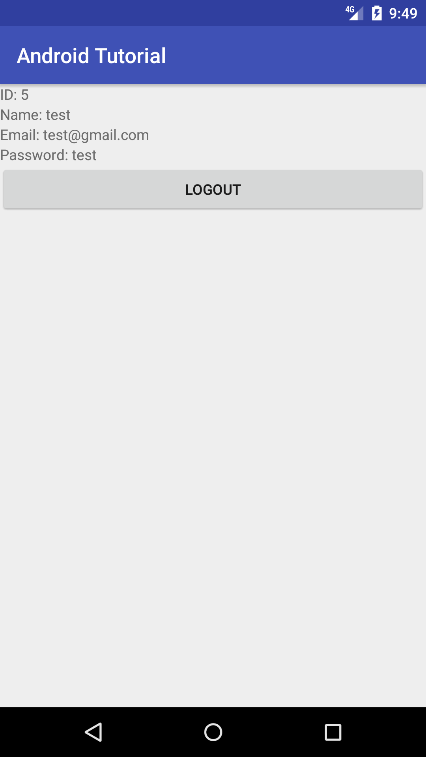 4G 9:49
Android Tutorial
ID: 5
Name: test
Email: test@gmail.com
Password: test
LOGOUT